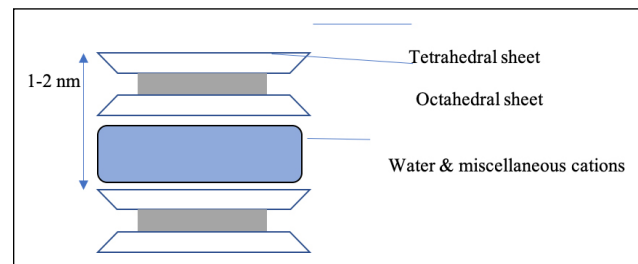 Tetrahedral sheet
1-2 nm
Octahedral sheet
Water & miscellaneous cations